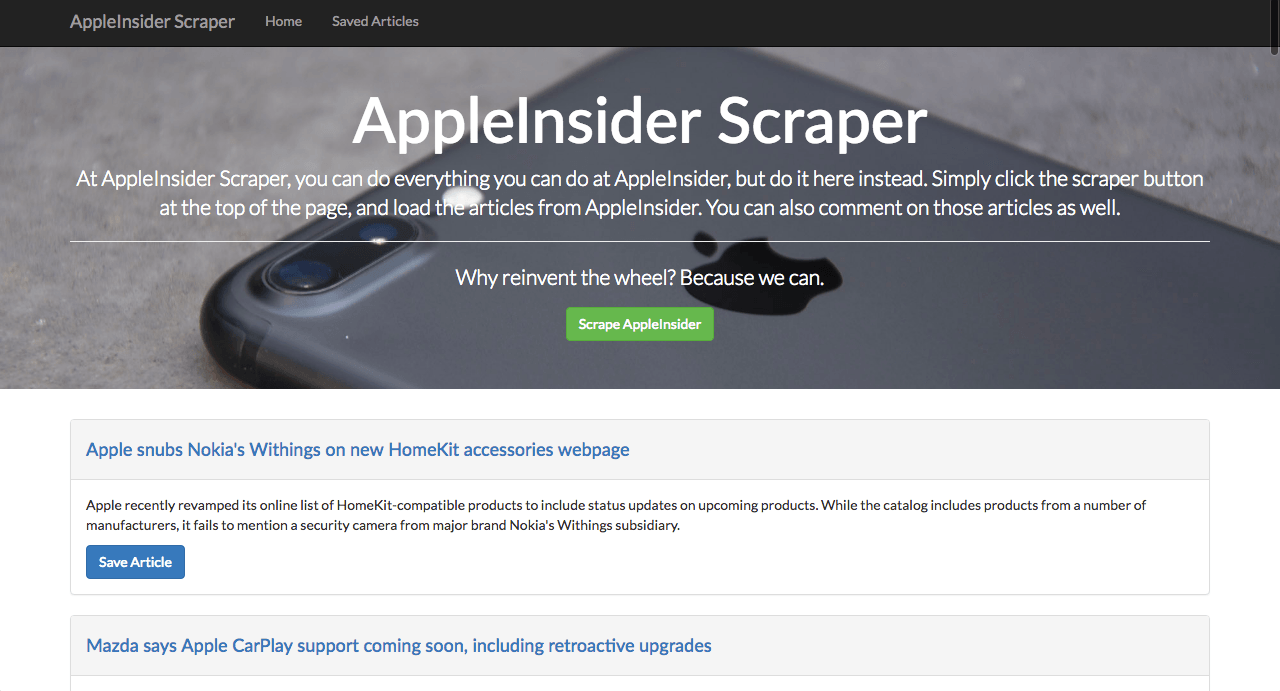 AppleInsider Scraper Home Saved Articles
AppleInsider Scraper
At AppleInsider Scraper, you can do everything you can do at AppleInsider, but do it here instead. Simply click the scraper button
at the top of the page, and load the articles from AppleInsider. You can also comment on those articles as well.
Why reinvent the wheel? Because we can.
Scrape AppleInsider
Apple snubs Nokia's Withings on new HomeKit accessories webpage
Apple recently revamped its online list of HomeKit-compatible products to include status updates on upcoming products. While the catalog includes products from a number of
manufacturers, it fails to mention a security camera from major brand Nokia's Withings subsidiary.
Save Article
Mazda says Apple CarPlay support coming soon, including retroactive upgrades